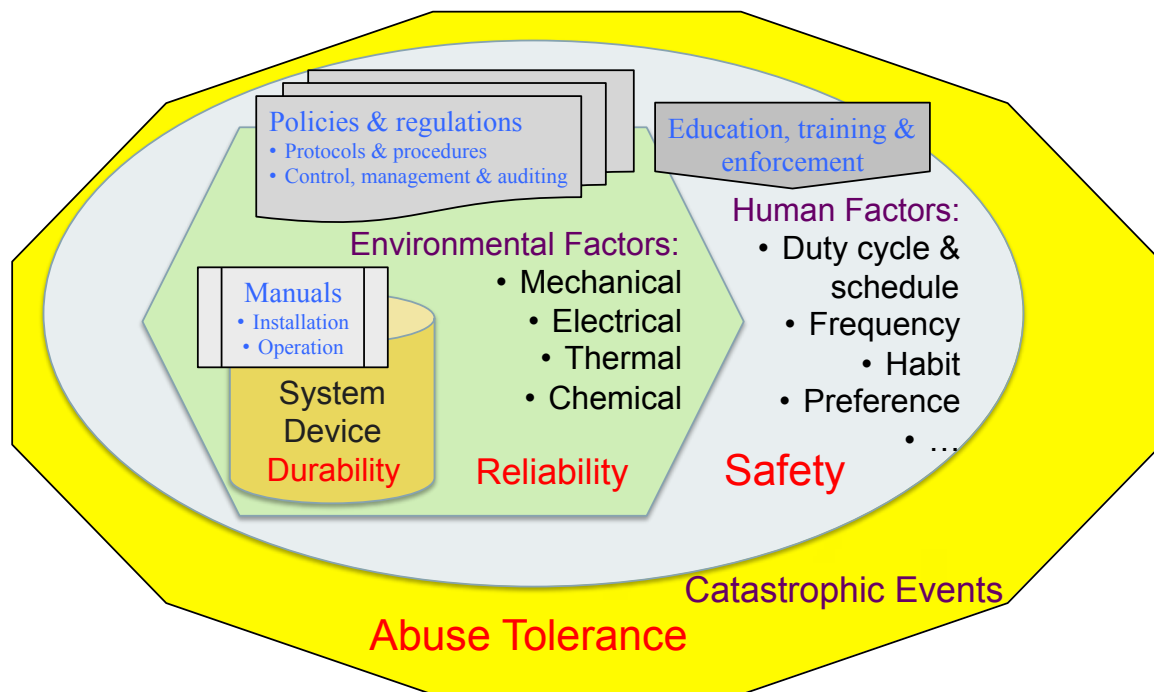 Policies & regulations
• Protocols & procedures
• Control, management & auditing
Education, training &
enforcement
Human Factors:
• Duty cycle &
schedule
• Frequency
• Habit
• Preference
• …
Environmental Factors:
• Mechanical
• Electrical
• Thermal
• Chemical
Manuals
• Installation
• Operation
System
Device
Durability
Reliability
Safety
Catastrophic Events
Abuse Tolerance